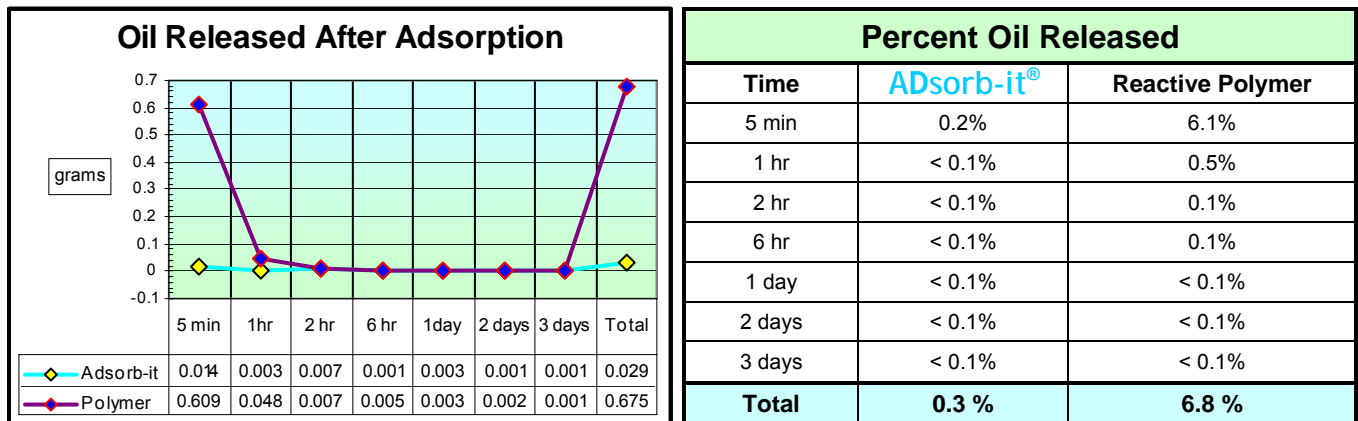 Oil Released After Adsorption
grams
0.7
0.6
0.5
0.4
0.3
0.2
0.1
0
-0.1
5 min 1hr 2 hr 6 hr 1day 2 days 3 days Total
Adsorb-it 0.014 0.003 0.007 0.001 0.003 0.001 0.001 0.029
Polymer 0.609 0.048 0.007 0.005 0.003 0.002 0.001 0.675
Percent Oil Released
Time ADsorb-it® Reactive Polymer
5 min 0.2% 6.1%
1 hr < 0.1% 0.5%
2 hr < 0.1% 0.1%
6 hr < 0.1% 0.1%
1 day < 0.1% < 0.1%
2 days < 0.1% < 0.1%
3 days < 0.1% < 0.1%
Total 0.3 % 6.8 %